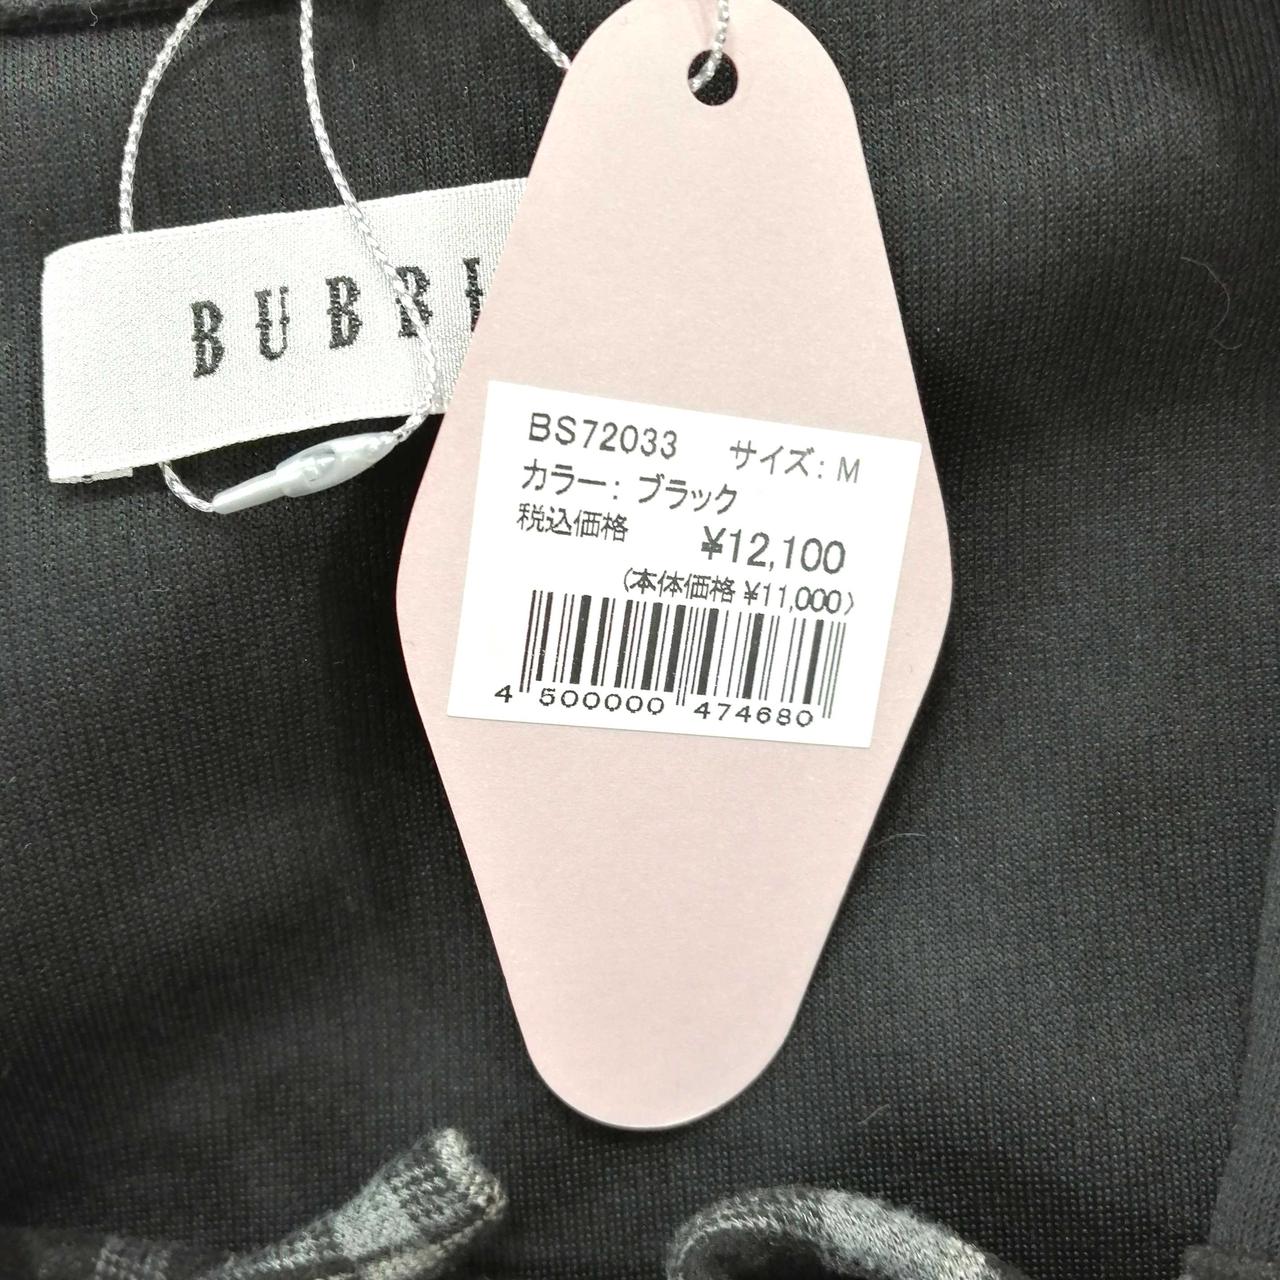 BUBB
BS72033 サイズ: M
カラー: ブラック
税込価格
¥12,100
(本体価格 ¥11,000)
4 500000 474680